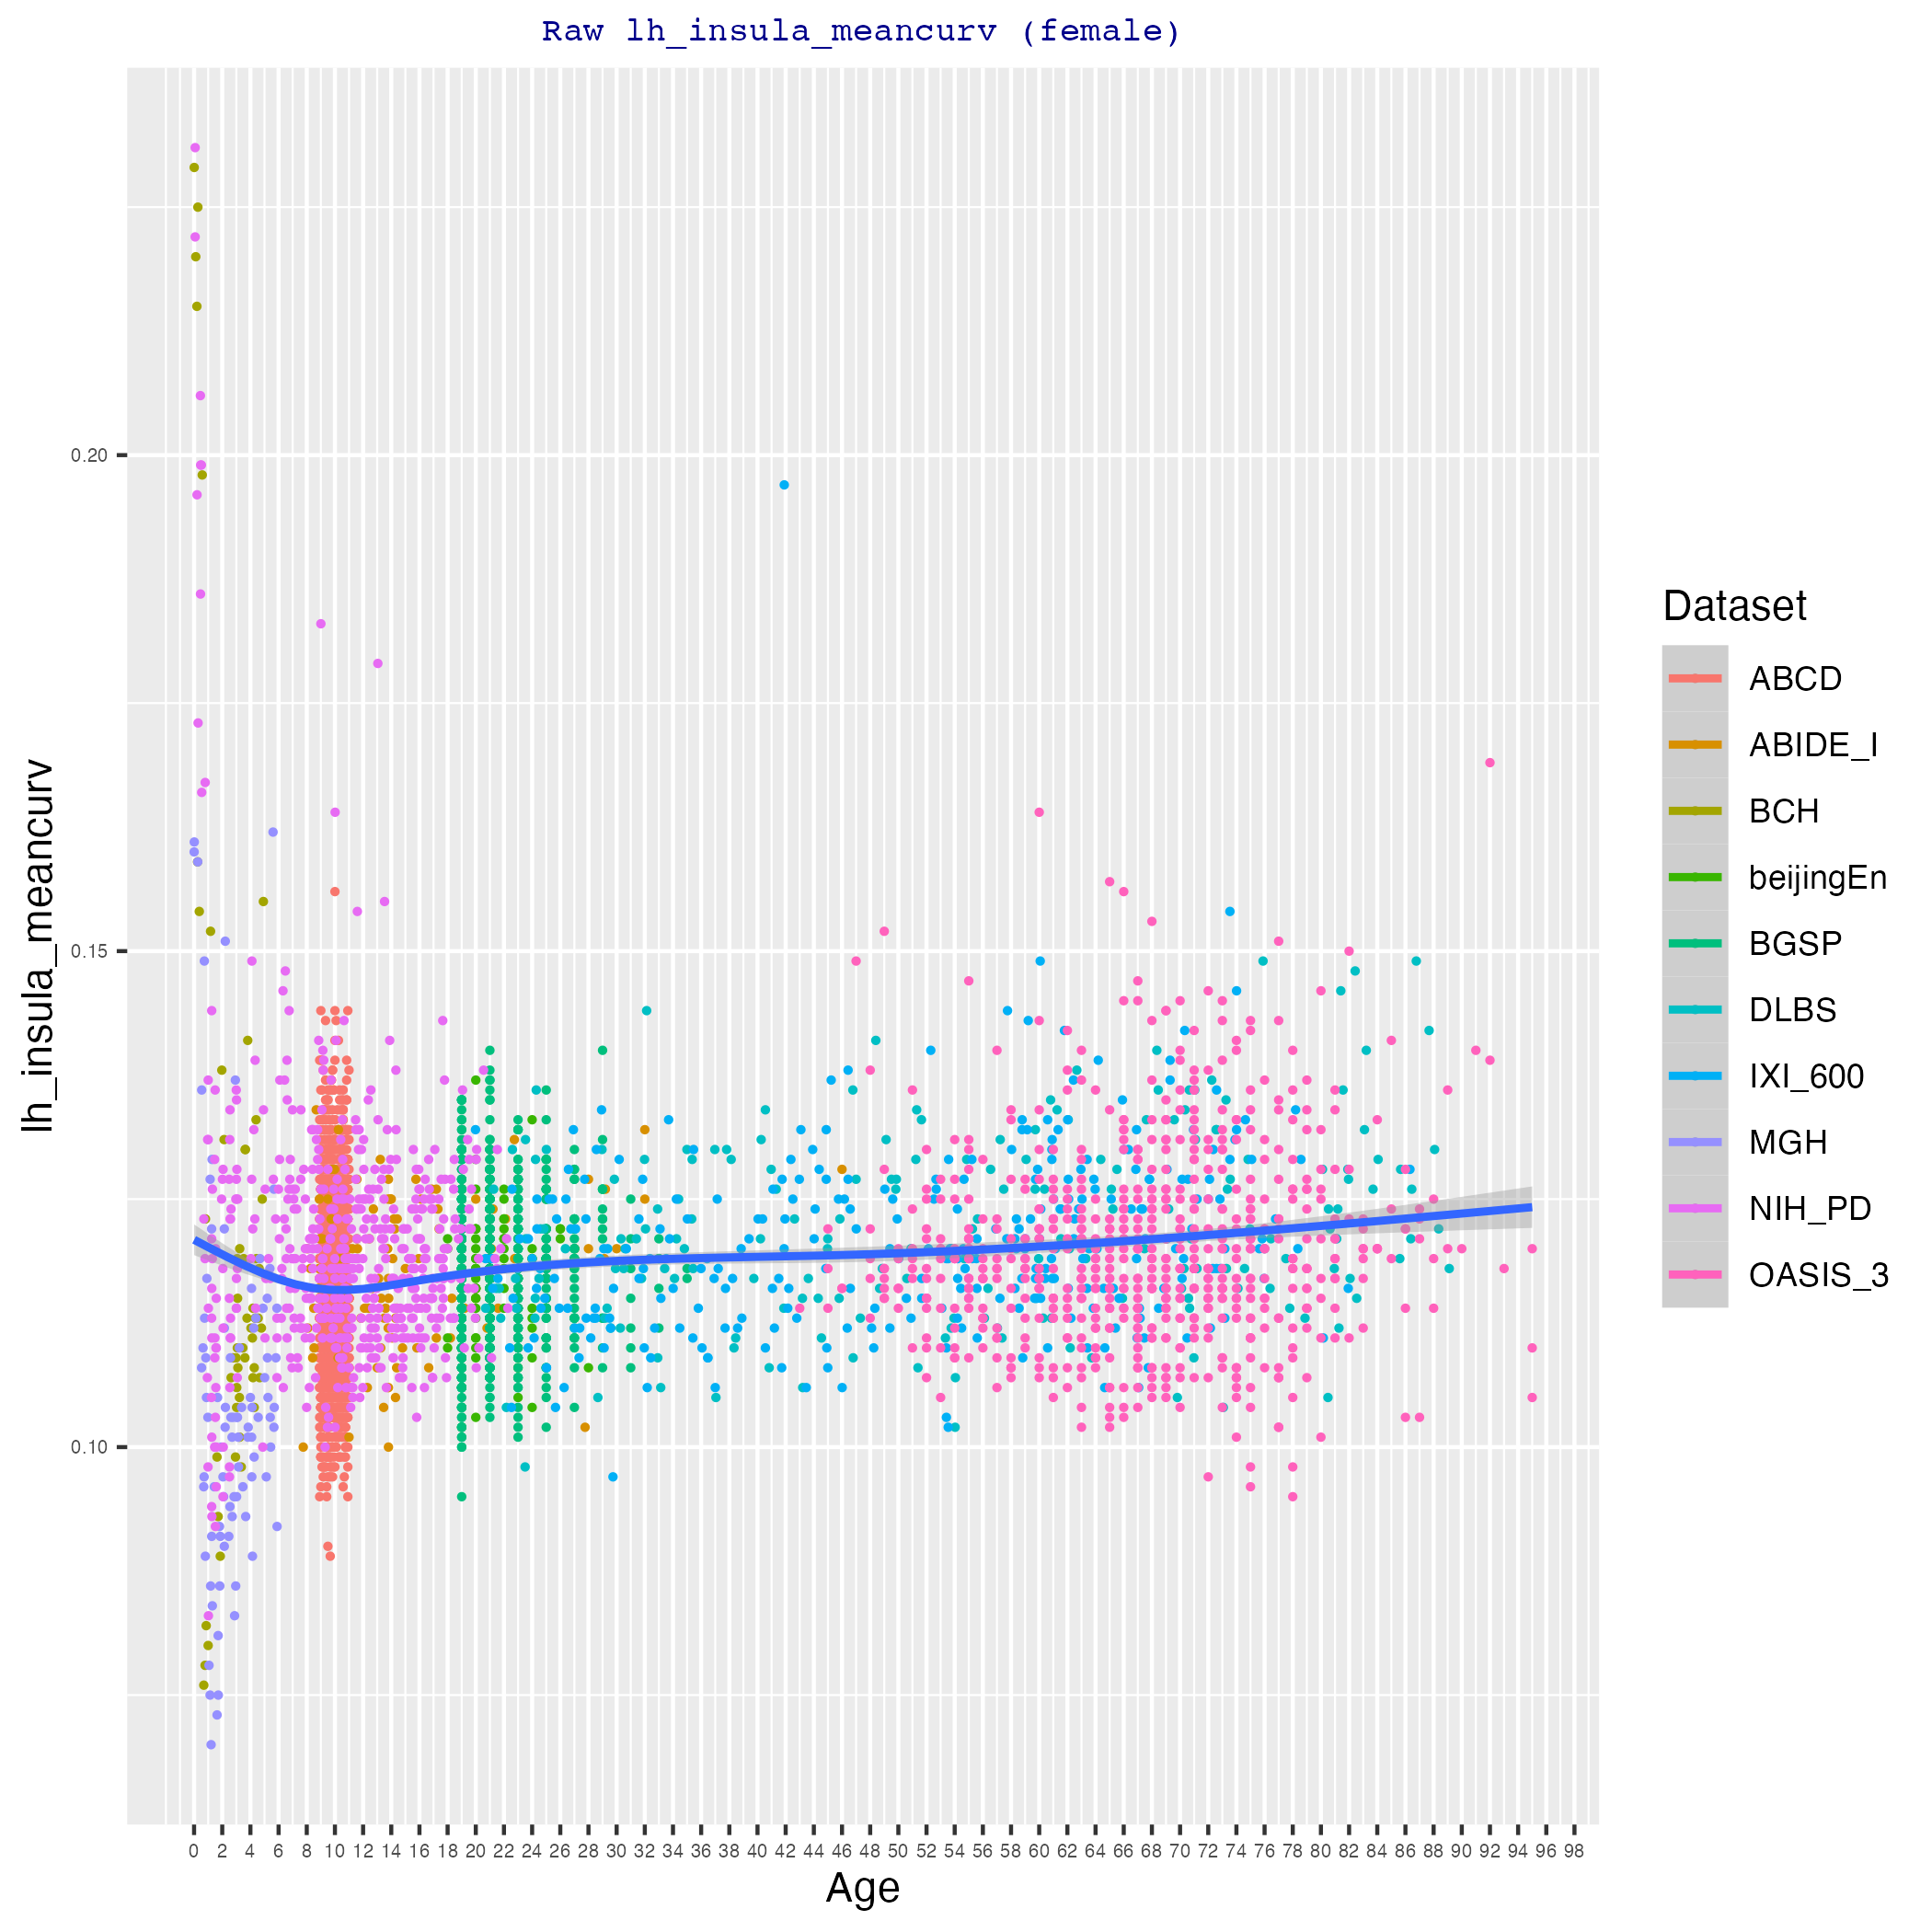 Raw lh_insula_meancurv (female)
lh_insula_meancurv
0.20
0.15
0.10
0 2 4 6 8 10 12 14 16 18 20 22 24 26 28 30 32 34 36 38 40 42 44 46 48 50 52 54 56 58 60 62 64 66 68 70 72 74 76 78 80 82 84 86 88 90 92 94 96 98
Age
Dataset
ABCD
ABIDE_I
BCH
beijingEn
BGSP
DLBS
IXI_600
MGH
NIH_PD
OASIS_3